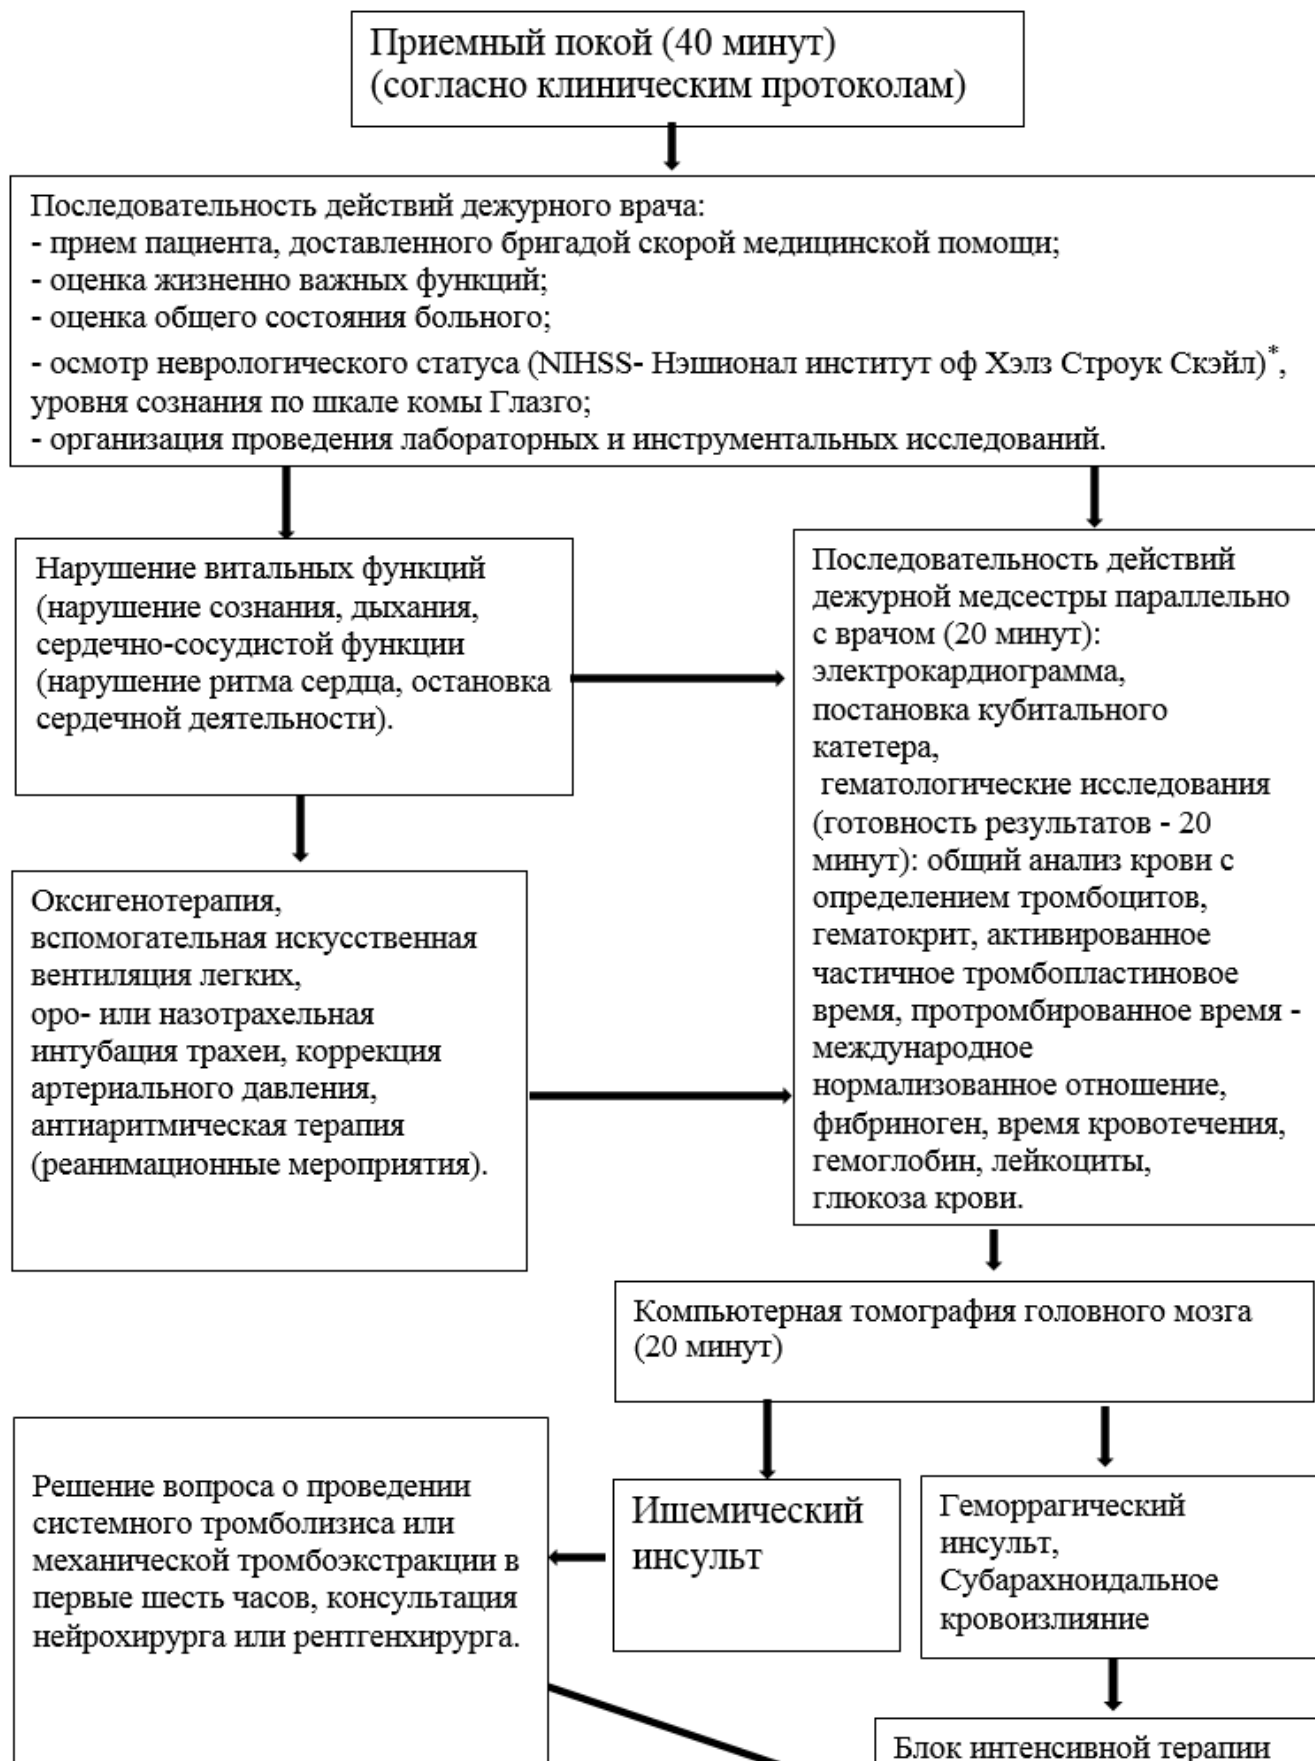 Приемный покой (40 минут)
(согласно клиническим протоколам)
Последовательность действий дежурного врача:
- прием пациента, доставленного бригадой скорой медицинской помощи;
- оценка жизненно важных функций;
- оценка общего состояния больного;
- осмотр неврологического статуса (NIHSS- Нэшионал институт оф Хэлз Строук Скэйл)*,
уровня сознания по шкале комы Глазго;
- организация проведения лабораторных и инструментальных исследований.
Нарушение витальных функций
(нарушение сознания, дыхания,
сердечно-сосудистой функции
(нарушение ритма сердца, остановка
сердечной деятельности).
Последовательность действий
дежурной медсестры параллельно
с врачом (20 минут):
электрокардиограмма,
постановка кубитального
катетера,
гематологические исследования
(готовность результатов - 20
минут): общий анализ крови с
определением тромбоцитов,
гематокрит, активированное
частичное тромбопластиновое
время, протромбированное время -
международное
нормализованное отношение,
фибриноген, время кровотечения,
гемоглобин, лейкоциты,
глюкоза крови.
Оксигенотерапия,
вспомогательная искусственная
вентиляция легких,
оро- или назотрахельная
интубация трахеи, коррекция
артериального давления,
антиаритмическая терапия
(реанимационные мероприятия).
Компьютерная томография головного мозга
(20 минут)
Решение вопроса о проведении
системного тромболизиса или
механической тромбоэкстракции в
первые шесть часов, консультация
нейрохирурга или рентгенхирурга.
Ишемический
инсульт
Геморрагический
инсульт,
Субарахноидальное
кровоизлияние
Блок интенсивной терапии